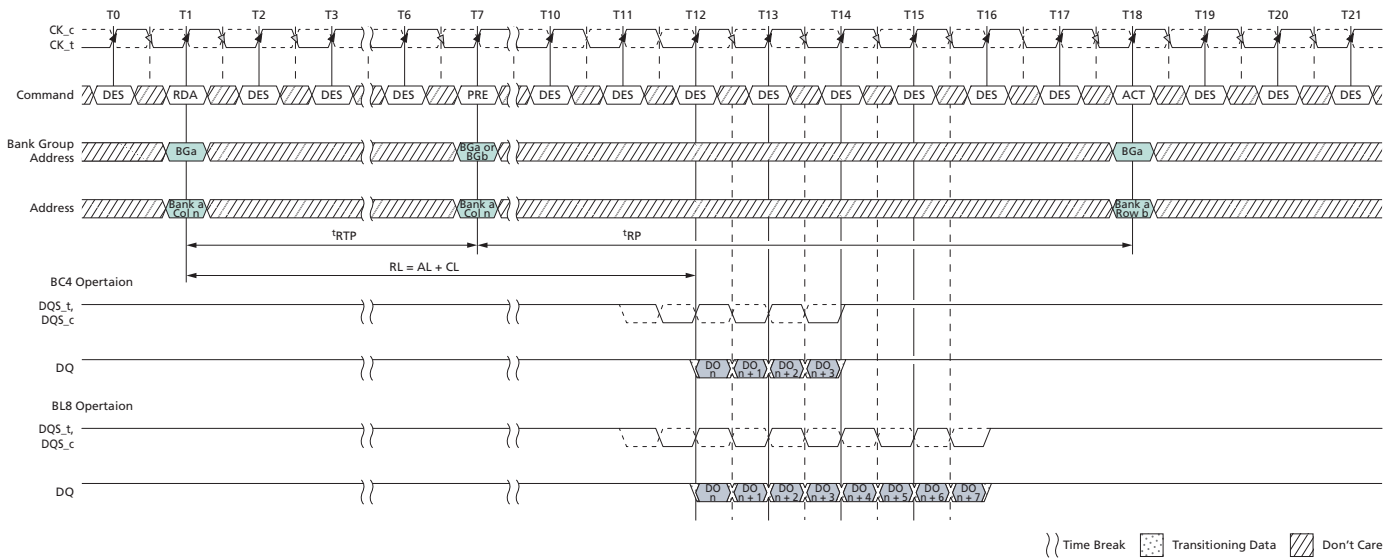 T0 T1 T2 T3 T6 T7 T10 T11 T12 T13 T14 T15 T16 T17 T18 T19 T20 T21
CK_c
CK_t
Command DES RDA DES DES DES PRE DES DES DES DES DES DES DES DES ACT DES DES DES
Bank Group
Address
BGa
BGa or
BGb
BGa
Address
Bank a
Col n
Bank a
Col n
Bank a
Row b
tRTP
tRP
RL = AL + CL
BC4 Opertaion
DQS_t,
DQS_c
DQ
DO
n
DO
n + 1
DO
n + 2
DO
n + 3
BL8 Opertaion
DQS_t,
DQS_c
DQ
DO
n
DO
n + 1
DO
n + 2
DO
n + 3
DO
n + 4
DO
n + 5
DO
n + 6
DO
n + 7
Time Break Transitioning Data Don't Care